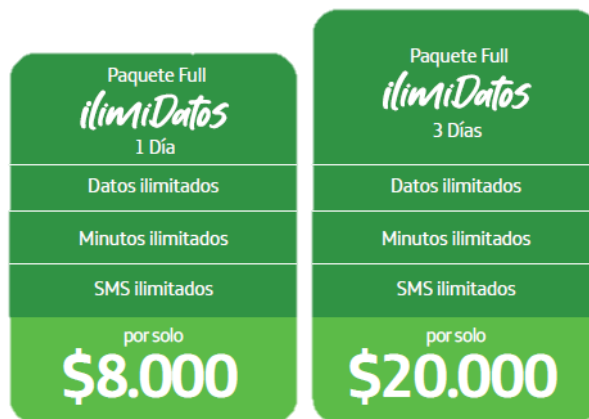 Paquete Full
ilimiDatos
1 Día
Datos ilimitados
Minutos ilimitados
SMS ilimitados
por solo
$8.000
Paquete Full
ilimiDatos
3 Días
Datos ilimitados
Minutos ilimitados
SMS ilimitados
por solo
$20.000